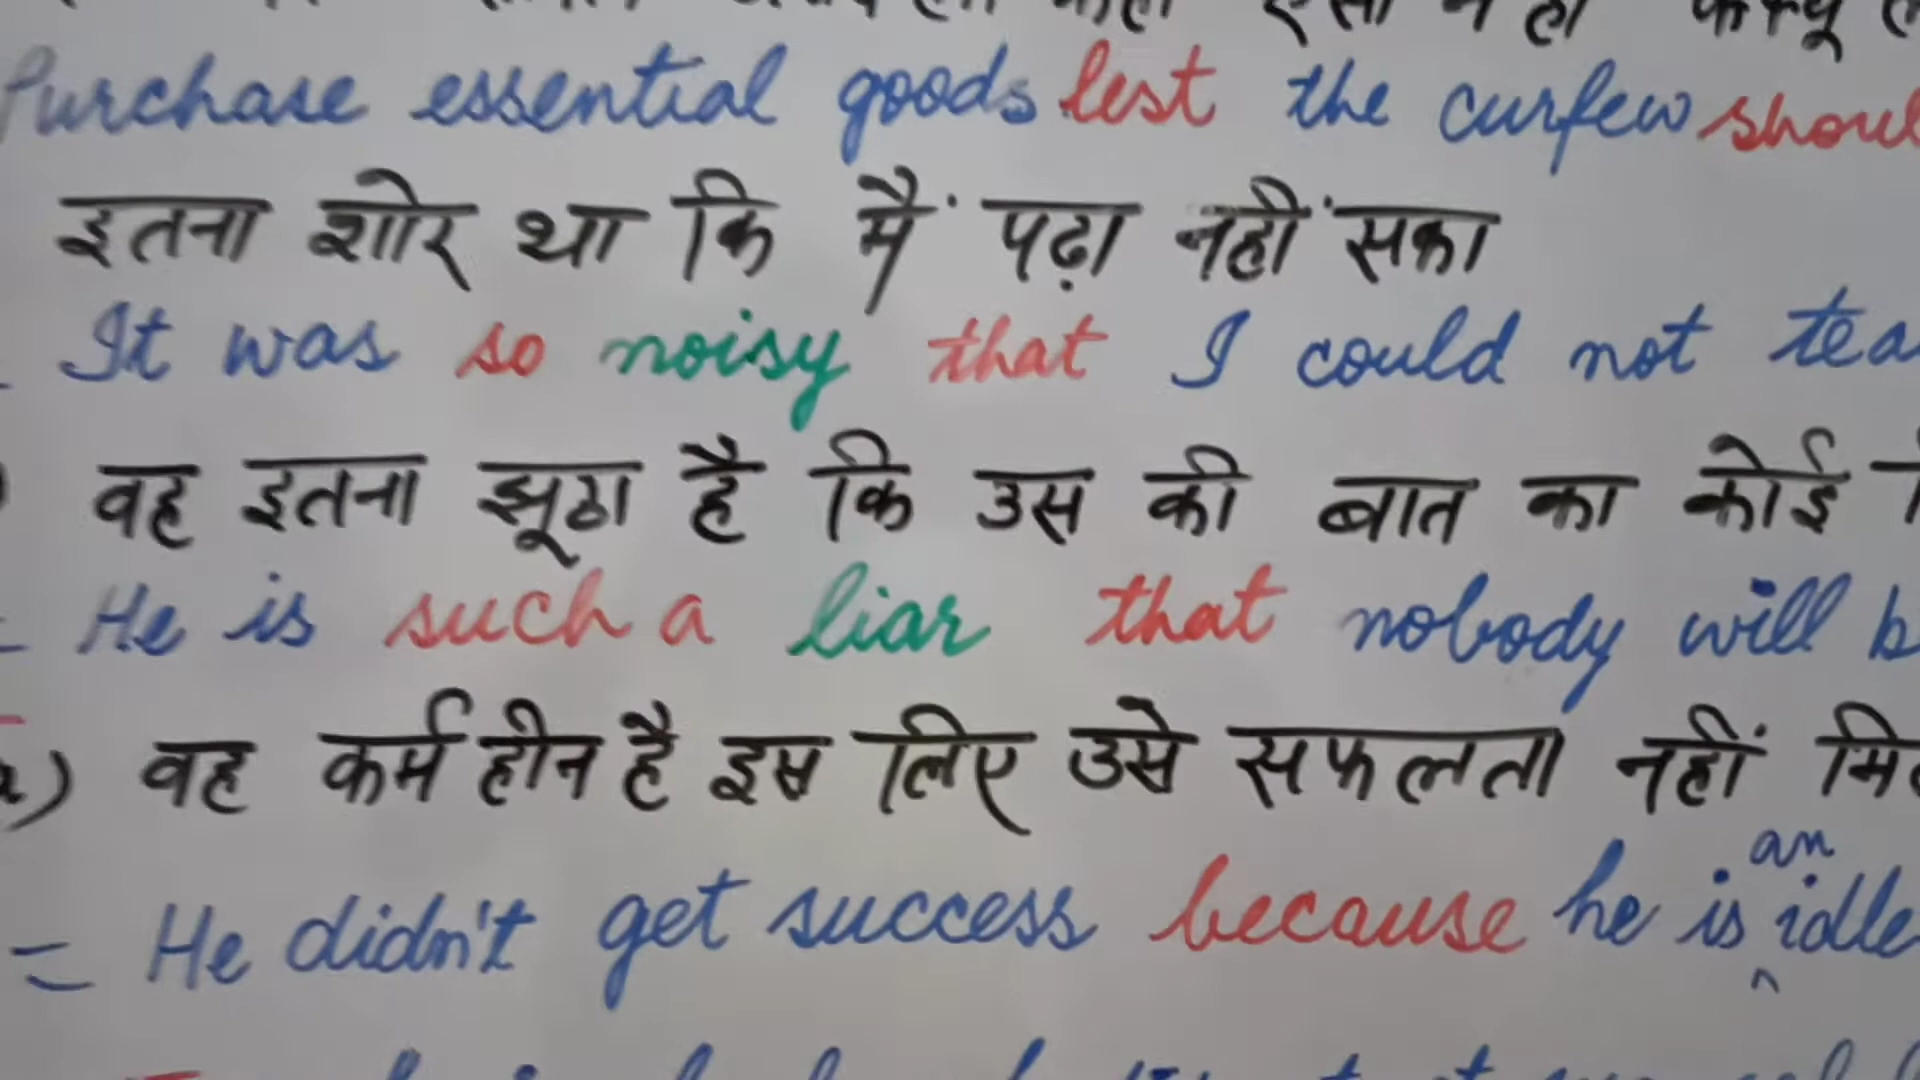 Purchase essential goods lest the curfew
इतना शोर था कि मैं पढ़ा नहीं सका
It was so noisy that I could not
वह इतना झूठा है कि उस की बात का कोई
= He is such a liar that nobody will
वह कर्म हीन है इस लिए उसे सफलता नहीं
= He didn't get success because he is an idle